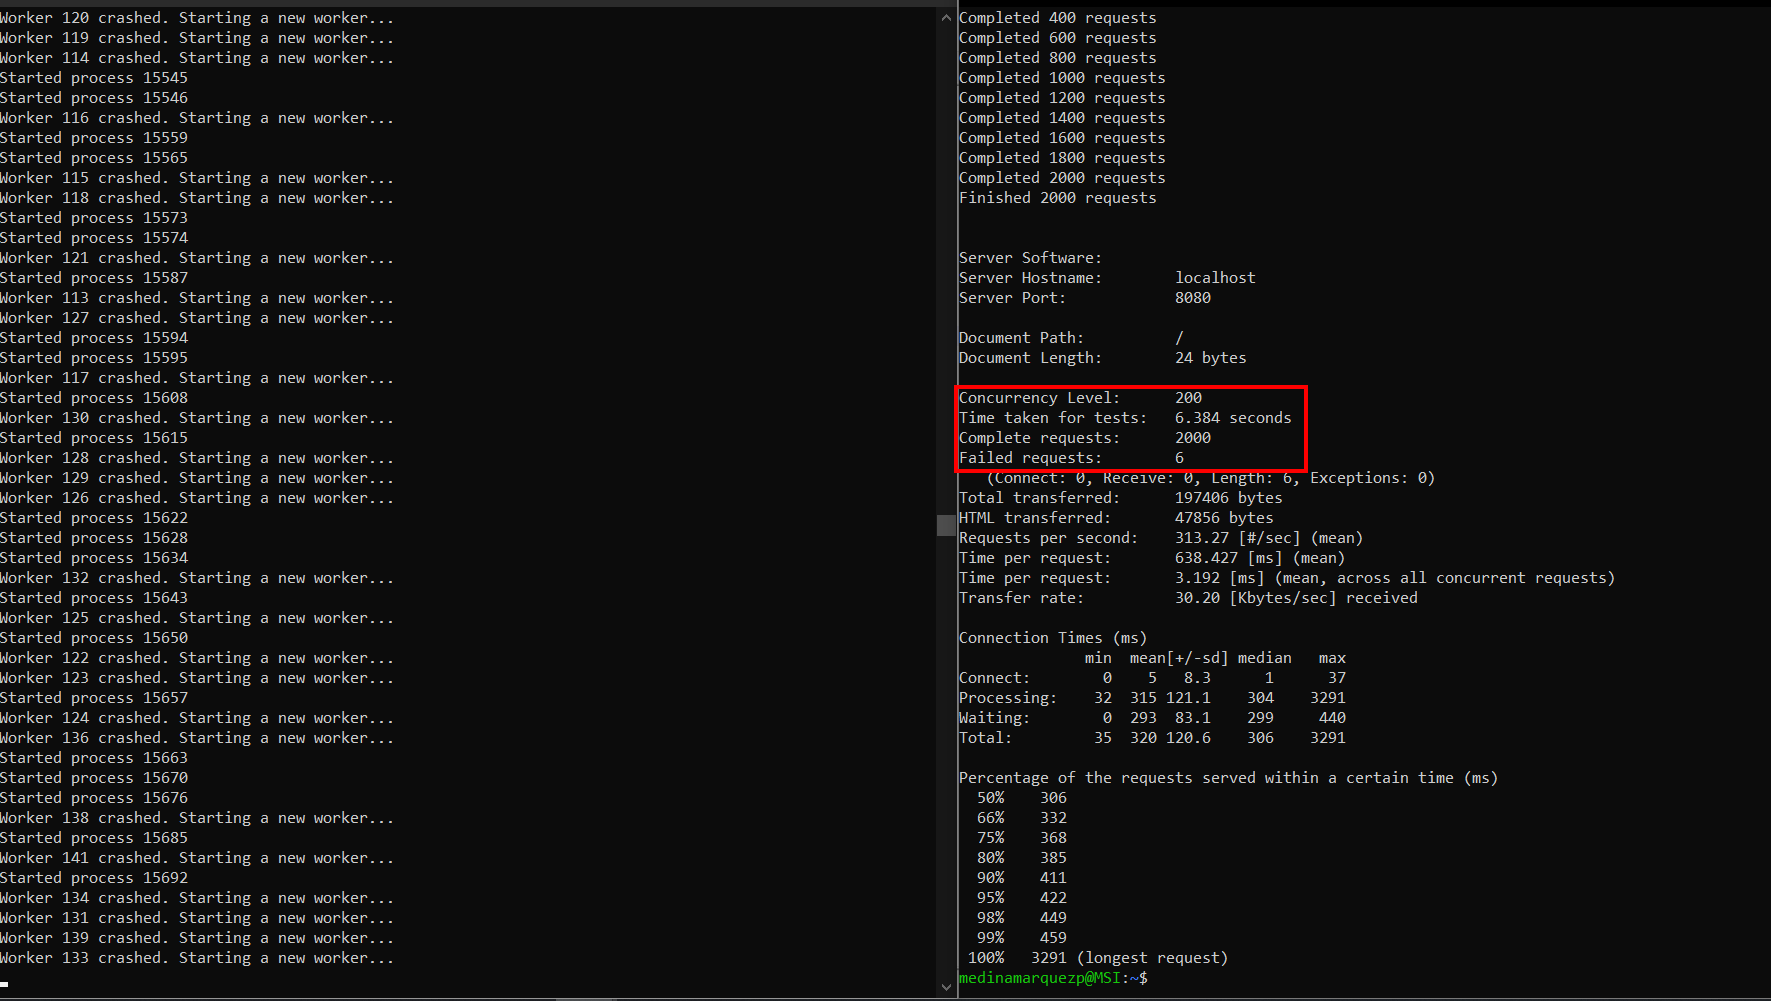 Worker 120 crashed. Starting a new worker...
Worker 119 crashed. Starting a new worker...
Worker 114 crashed. Starting a new worker...
Started process 15545
Started process 15546
Worker 116 crashed. Starting a new worker...
Started process 15559
Started process 15565
Worker 115 crashed. Starting a new worker...
Worker 118 crashed. Starting a new worker...
Started process 15573
Started process 15574
Worker 121 crashed. Starting a new worker...
Started process 15587
Worker 113 crashed. Starting a new worker...
Worker 127 crashed. Starting a new worker...
Started process 15594
Started process 15595
Worker 117 crashed. Starting a new worker...
Started process 15608
Worker 130 crashed. Starting a new worker...
Started process 15615
Worker 128 crashed. Starting a new worker...
Worker 129 crashed. Starting a new worker...
Worker 126 crashed. Starting a new worker...
Started process 15622
Started process 15628
Started process 15634
Worker 132 crashed. Starting a new worker...
Started process 15643
Worker 125 crashed. Starting a new worker...
Started process 15650
Worker 122 crashed. Starting a new worker...
Worker 123 crashed. Starting a new worker...
Started process 15657
Worker 124 crashed. Starting a new worker...
Worker 136 crashed. Starting a new worker...
Started process 15663
Started process 15670
Started process 15676
Worker 138 crashed. Starting a new worker...
Started process 15685
Worker 141 crashed. Starting a new worker...
Started process 15692
Worker 134 crashed. Starting a new worker...
Worker 131 crashed. Starting a new worker...
Worker 139 crashed. Starting a new worker...
Worker 133 crashed. Starting a new worker...
Completed 400 requests
Completed 600 requests
Completed 800 requests
Completed 1000 requests
Completed 1200 requests
Completed 1400 requests
Completed 1600 requests
Completed 1800 requests
Completed 2000 requests
Finished 2000 requests
Server Software:
Server Hostname: localhost
Server Port: 8080
Document Path: /
Document Length: 24 bytes
Concurrency Level: 200
Time taken for tests: 6.384 seconds
Complete requests: 2000
Failed requests: 6
(Connect: 0, Receive: 0, Length: 6, Exceptions: 0)
Total transferred: 197406 bytes
HTML transferred: 47856 bytes
Requests per second: 313.27 [#/sec] (mean)
Time per request: 638.427 [ms] (mean)
Time per request: 3.192 [ms] (mean, across all concurrent requests)
Transfer rate: 30.20 [Kbytes/sec] received
Connection Times (ms)
min mean[+/-sd] median max
Connect: 0 5 8.3 1 37
Processing: 32 315 121.1 304 3291
Waiting: 0 293 83.1 299 440
Total: 35 320 120.6 306 3291
Percentage of the requests served within a certain time (ms)
50% 306
66% 332
75% 368
80% 385
90% 411
95% 422
98% 449
99% 459
100% 3291 (longest request)
medinamarquezp@MSI:~$